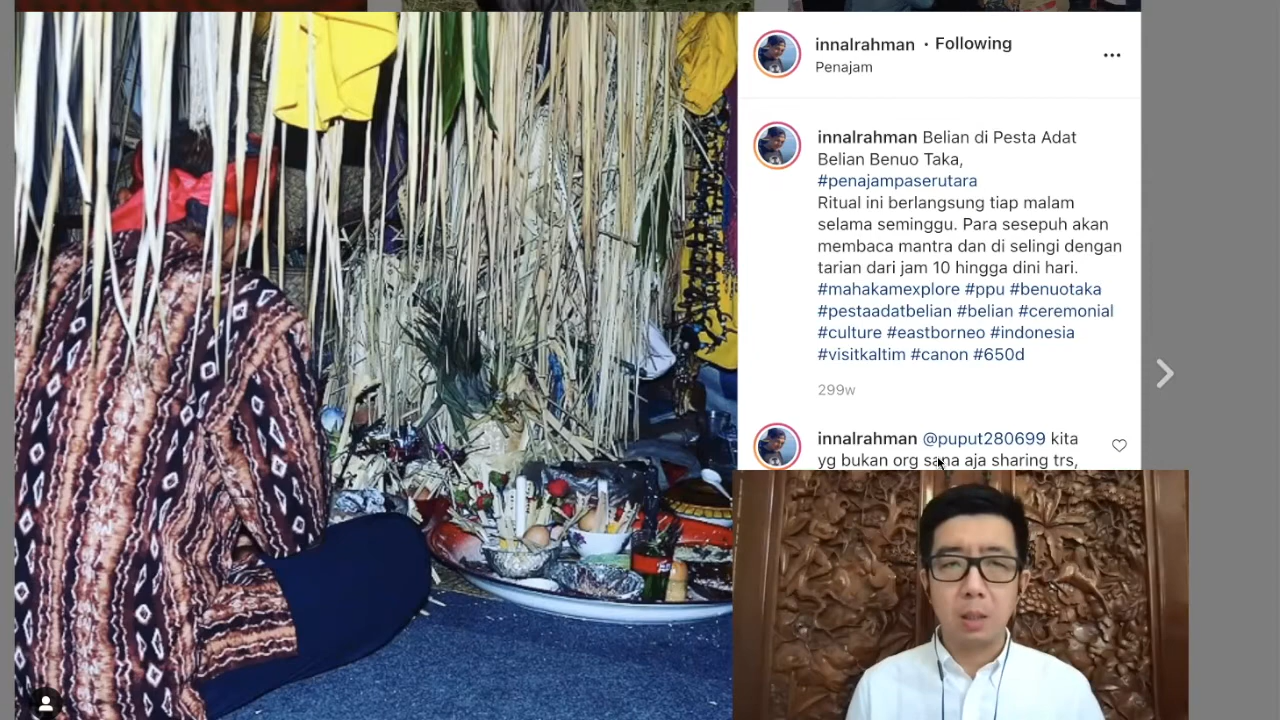 innalrahman • Following
Penajam
innalrahman Belian di Pesta Adat
Belian Benuo Taka,
#penajampaserutara
Ritual ini berlangsung tiap malam
selama seminggu. Para sesepuh akan
membaca mantra dan di selingi dengan
tarian dari jam 10 hingga dini hari.
#mahakamexplore #ppu #benuotaka
#pestaadatbelian #belian #ceremonial
#culture #eastborneo #indonesia
#visitkaltim #canon #650d
299w
innalrahman @puput280699 kita
yg bukan org sana aja sharing trs,